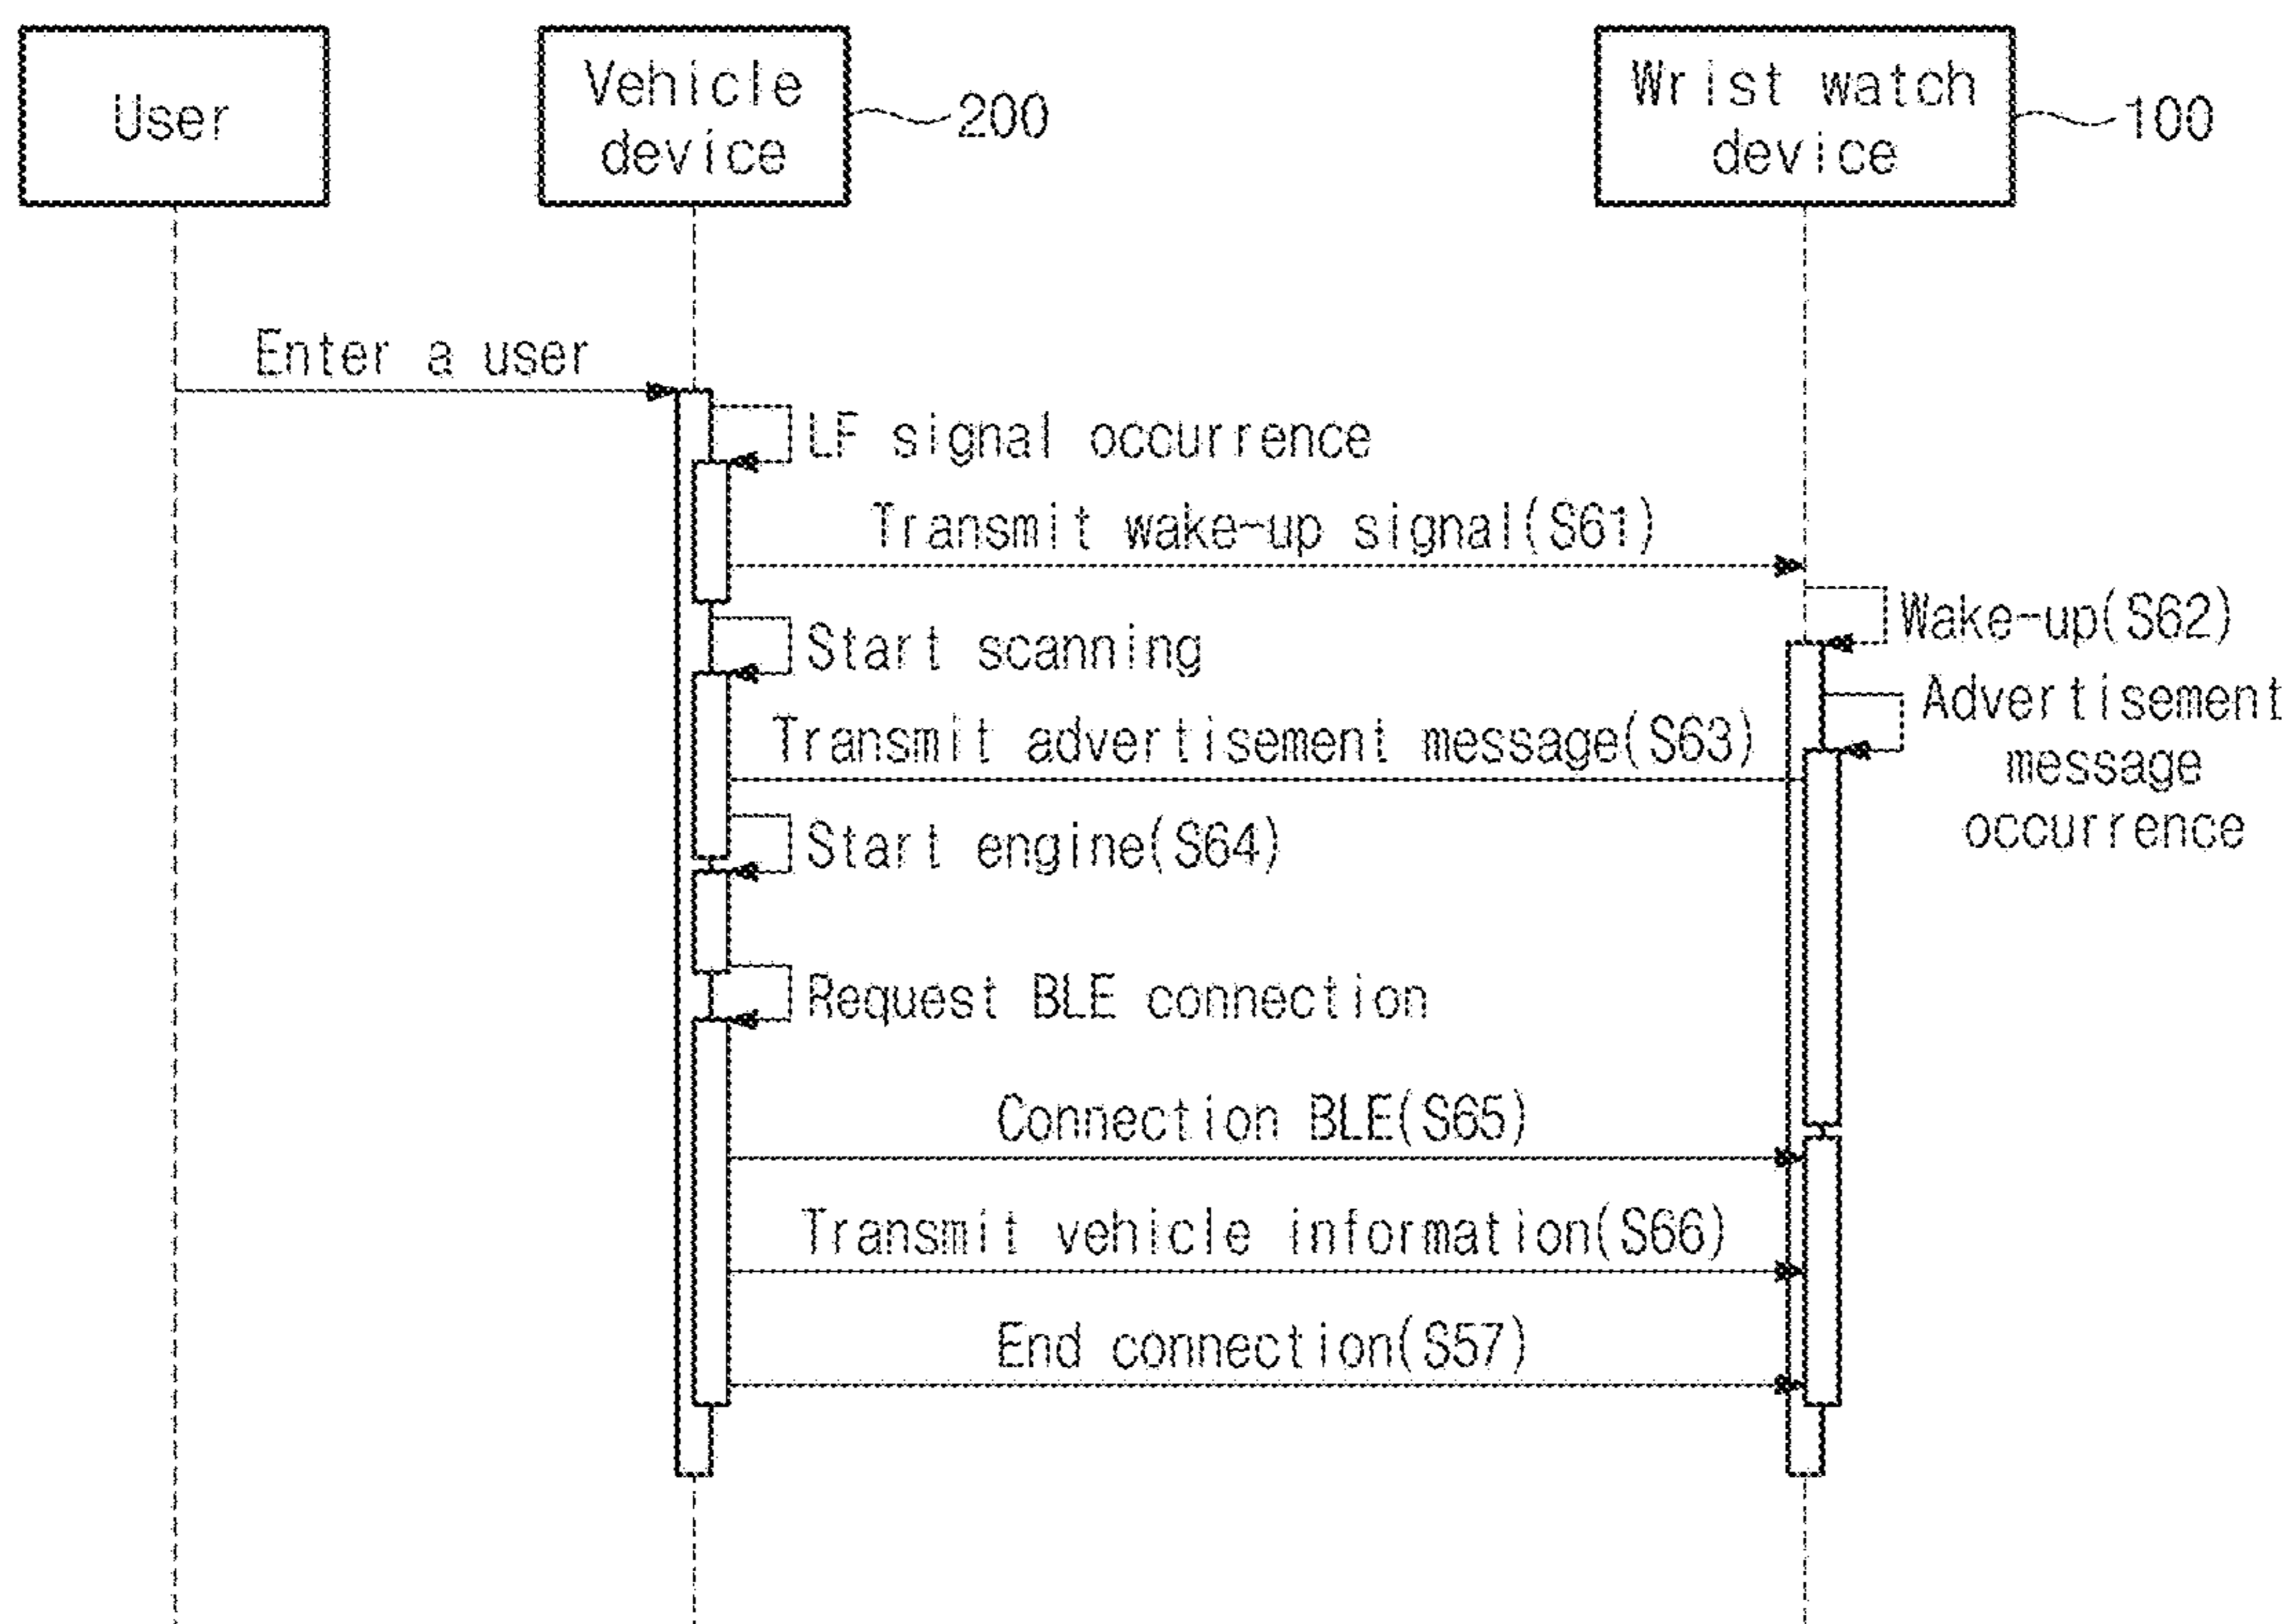 User
Vehicle
device
200
Wrist watch
device
100
Enter a user
LF signal occurrence
Transmit wake-up signal(S61)
Wake-up(S62)
Start scanning
Advertisement
message
occurrence
Transmit advertisement message(S63)
Start engine(S64)
Request BLE connection
Connection BLE(S65)
Transmit vehicle information(S66)
End connection(S57)